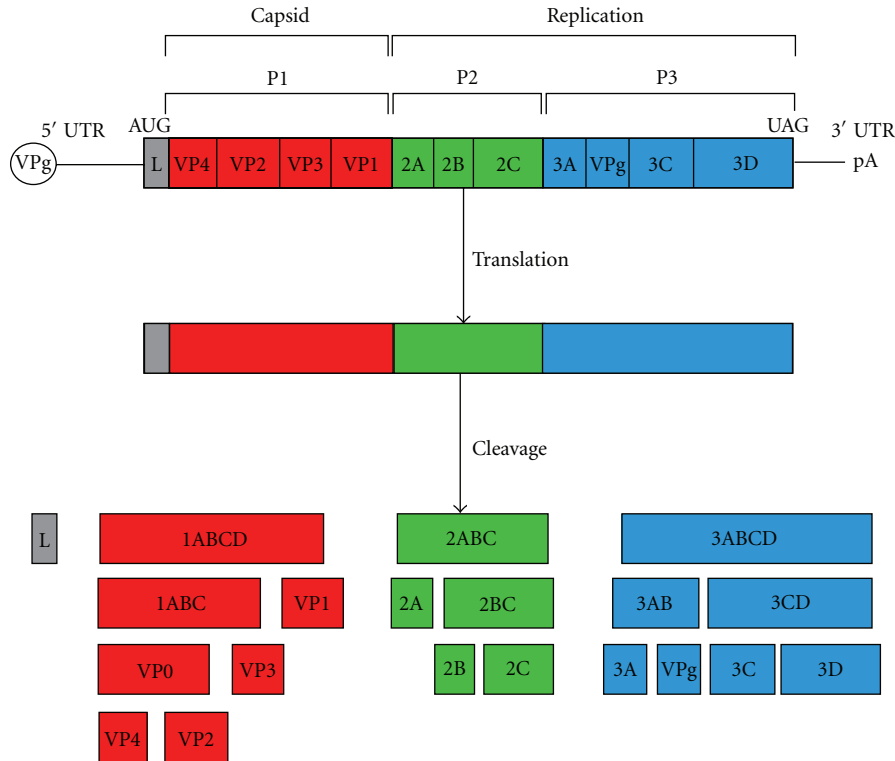 Capsid Replication
P1 P2 P3
5′ UTR AUG UAG 3′ UTR
VPg L VP4 VP2 VP3 VP1 2A 2B 2C 3A VPg 3C 3D pA
Translation
Cleavage
L 1ABCD 2ABC 3ABCD
1ABC VP1 2A 2BC 3AB 3CD
VP0 VP3 2B 2C 3A VPg 3C 3D
VP4 VP2